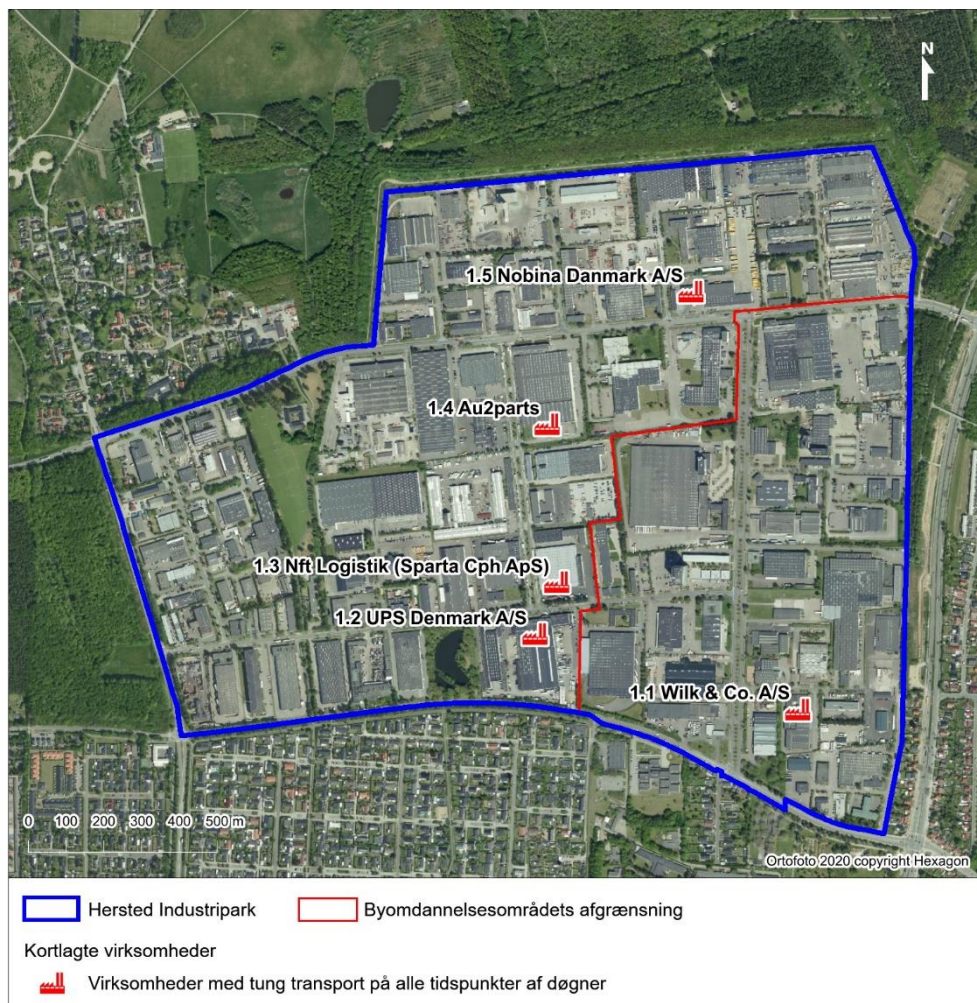 N
1.5 Nobina Danmark A/S
1.4 Au2parts
1.3 Nft Logistik (Sparta Cph ApS)
1.2 UPS Denmark A/S
1.1 Wilk & Co. A/S
0 100 200 300 400 500 m
Ortofoto 2020 copyright Hexagon
Hersted Industripark
Byomdannelsesområdets afgrænsning
Kortlagte virksomheder
Virksomheder med tung transport på alle tidspunkter af døgner